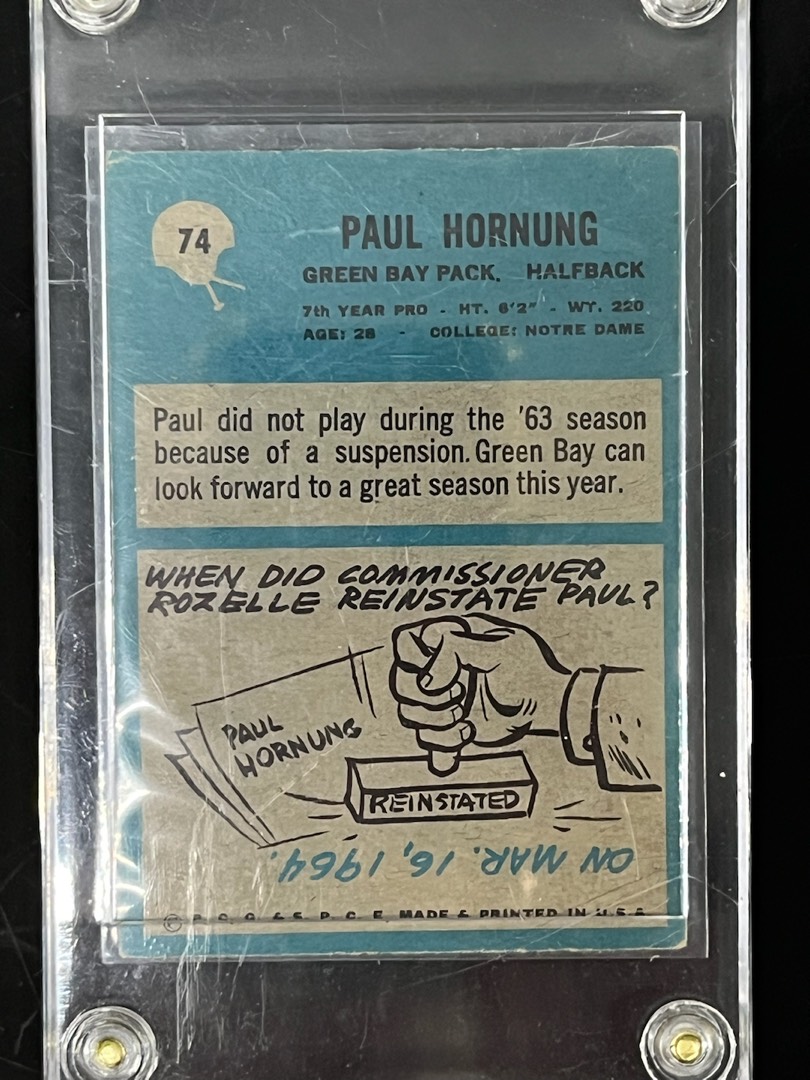 74
PAUL HORNUNG
GREEN BAY PACK. HALFBACK
7th YEAR PRO - HT. 6'2" - WT. 220
AGE: 28 - COLLEGE: NOTRE DAME
Paul did not play during the '63 season
because of a suspension. Green Bay can
look forward to a great season this year.
WHEN DID COMMISSIONER
ROZELLE REINSTATE PAUL?
PAUL
HORNUNG
REINSTATED
ON MAR. 16, 1964.
© P. C. G. & S. P. C. E. MADE & PRINTED IN U.S.A.